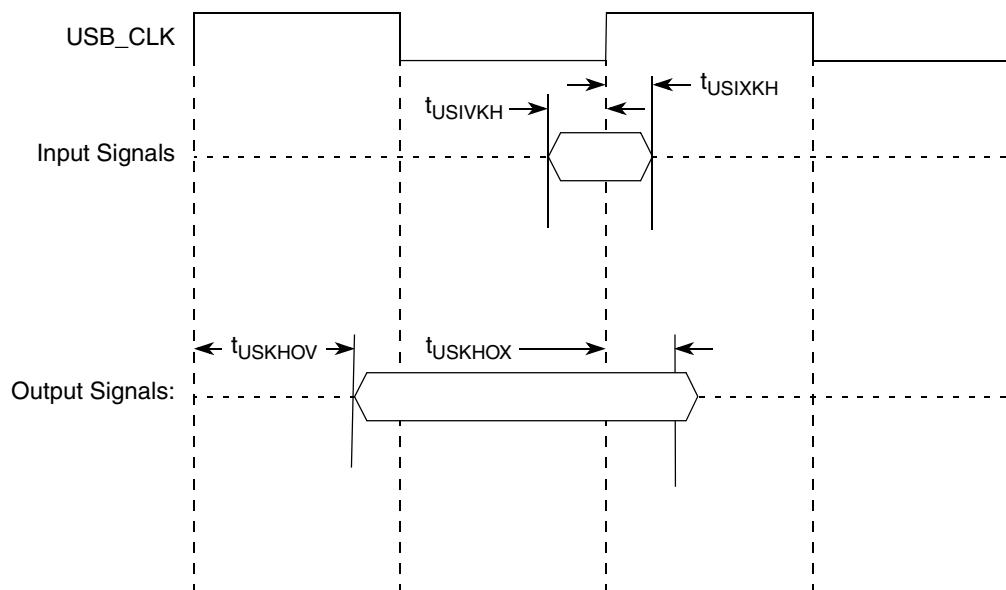 USB_CLK
tUSIXKH
tUSIVKH
Input Signals
tUSKHOV
tUSKHOX
Output Signals: